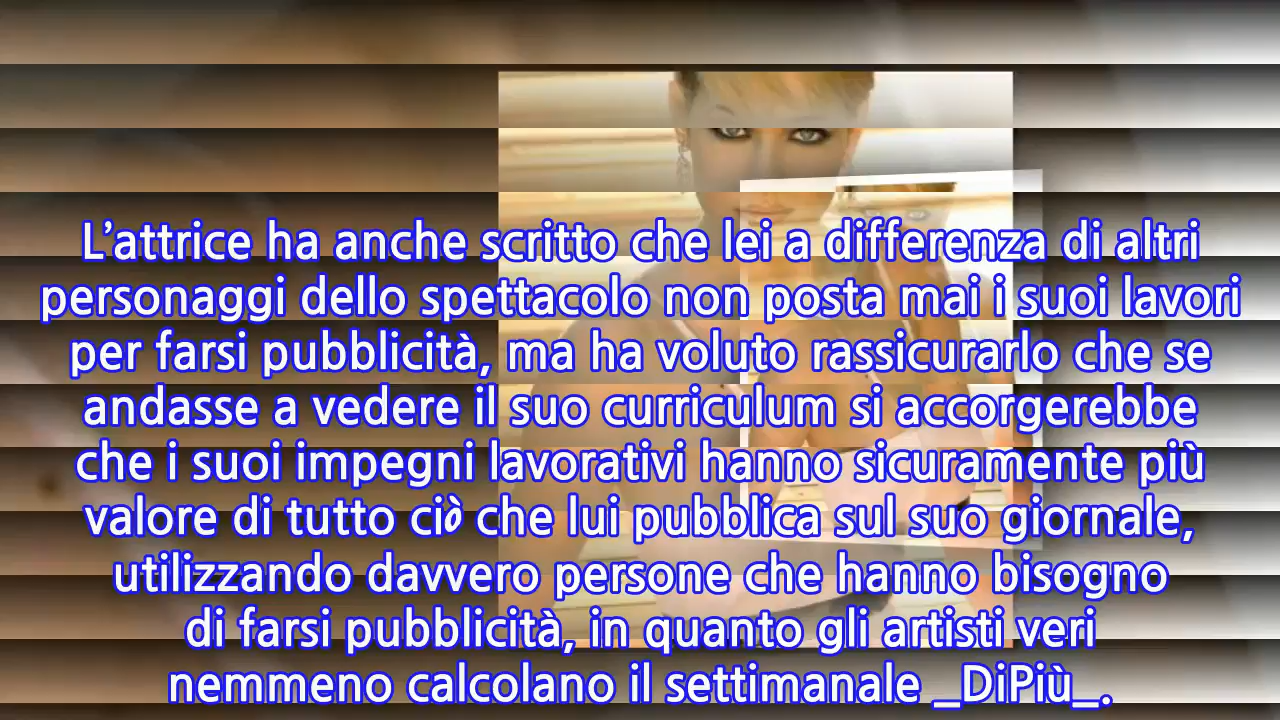 L’attrice ha anche scritto che lei a differenza di altri
personaggi dello spettacolo non posta mai i suoi lavori
per farsi pubblicità, ma ha voluto rassicurarlo che se
andasse a vedere il suo curriculum si accorgerebbe
che i suoi impegni lavorativi hanno sicuramente più
valore di tutto ciò che lui pubblica sul suo giornale,
utilizzando davvero persone che hanno bisogno
di farsi pubblicità, in quanto gli artisti veri
nemmeno calcolano il settimanale _DiPiù_.